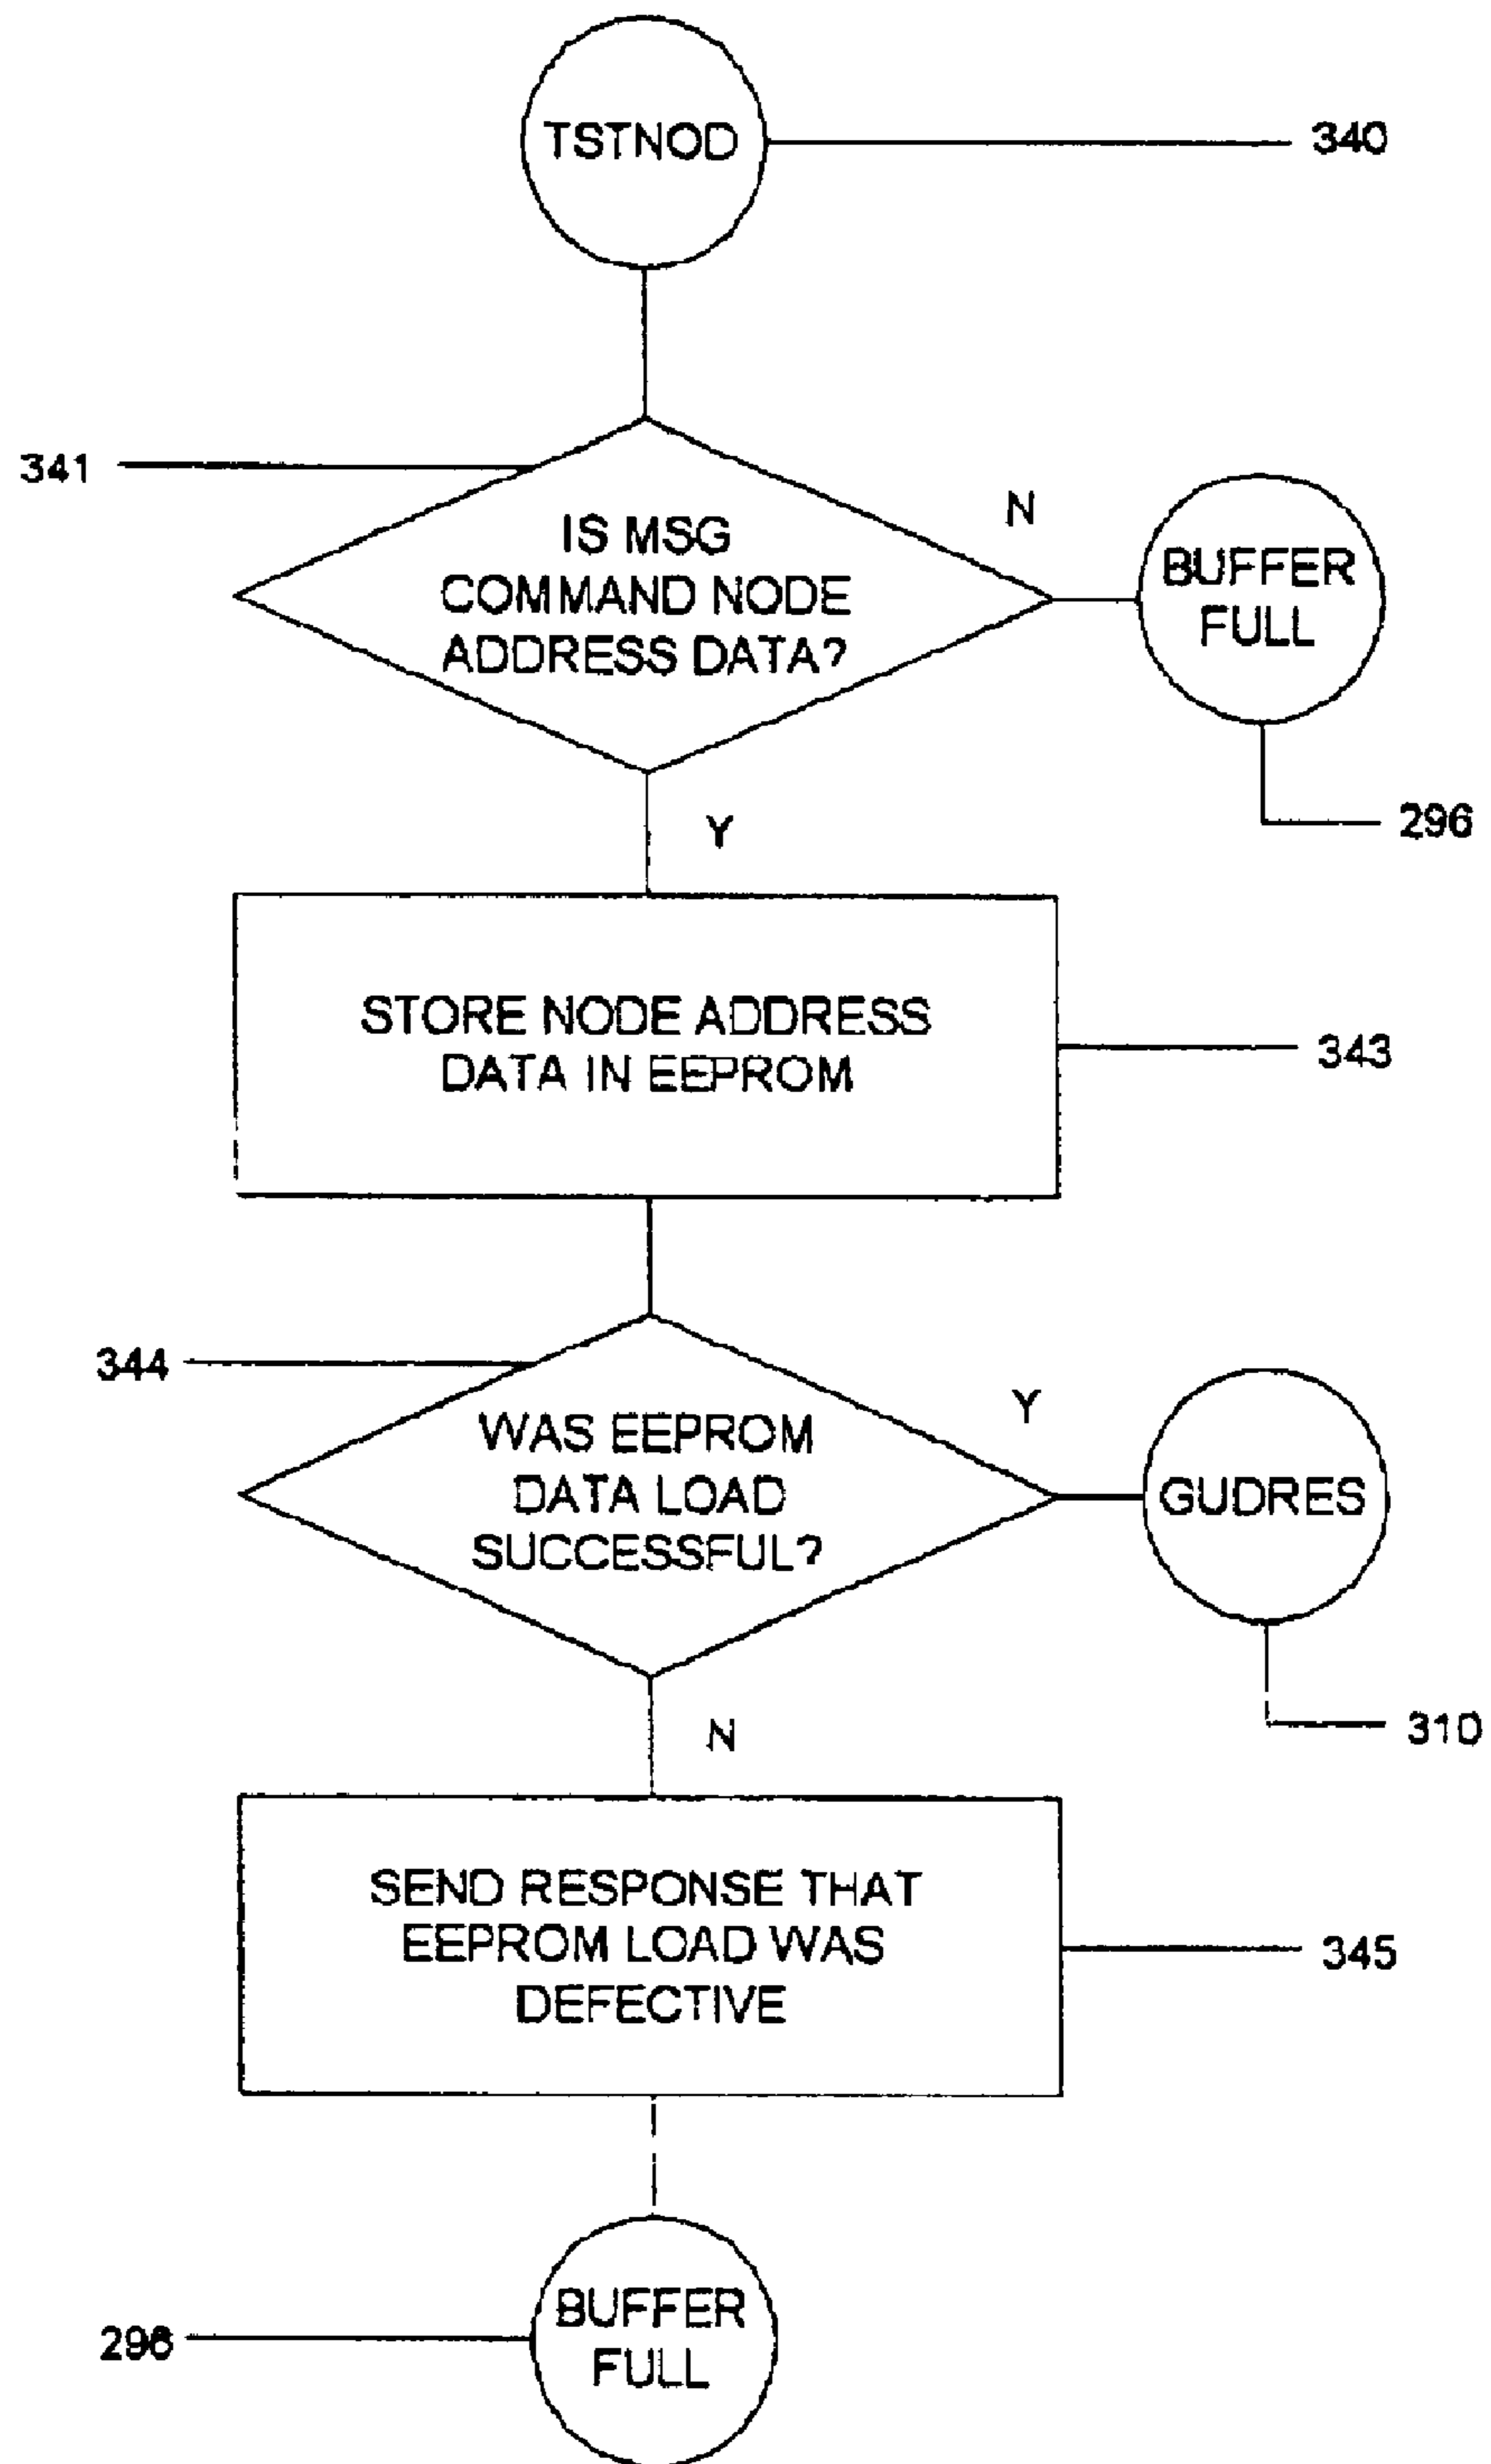 TSTNOD
340
341
IS MSG
COMMAND NODE
ADDRESS DATA?
N
BUFFER
FULL
296
Y
STORE NODE ADDRESS
DATA IN EEPROM
343
344
WAS EEPROM
DATA LOAD
SUCCESSFUL?
Y
GUDRES
310
N
SEND RESPONSE THAT
EEPROM LOAD WAS
DEFECTIVE
345
BUFFER
FULL
296